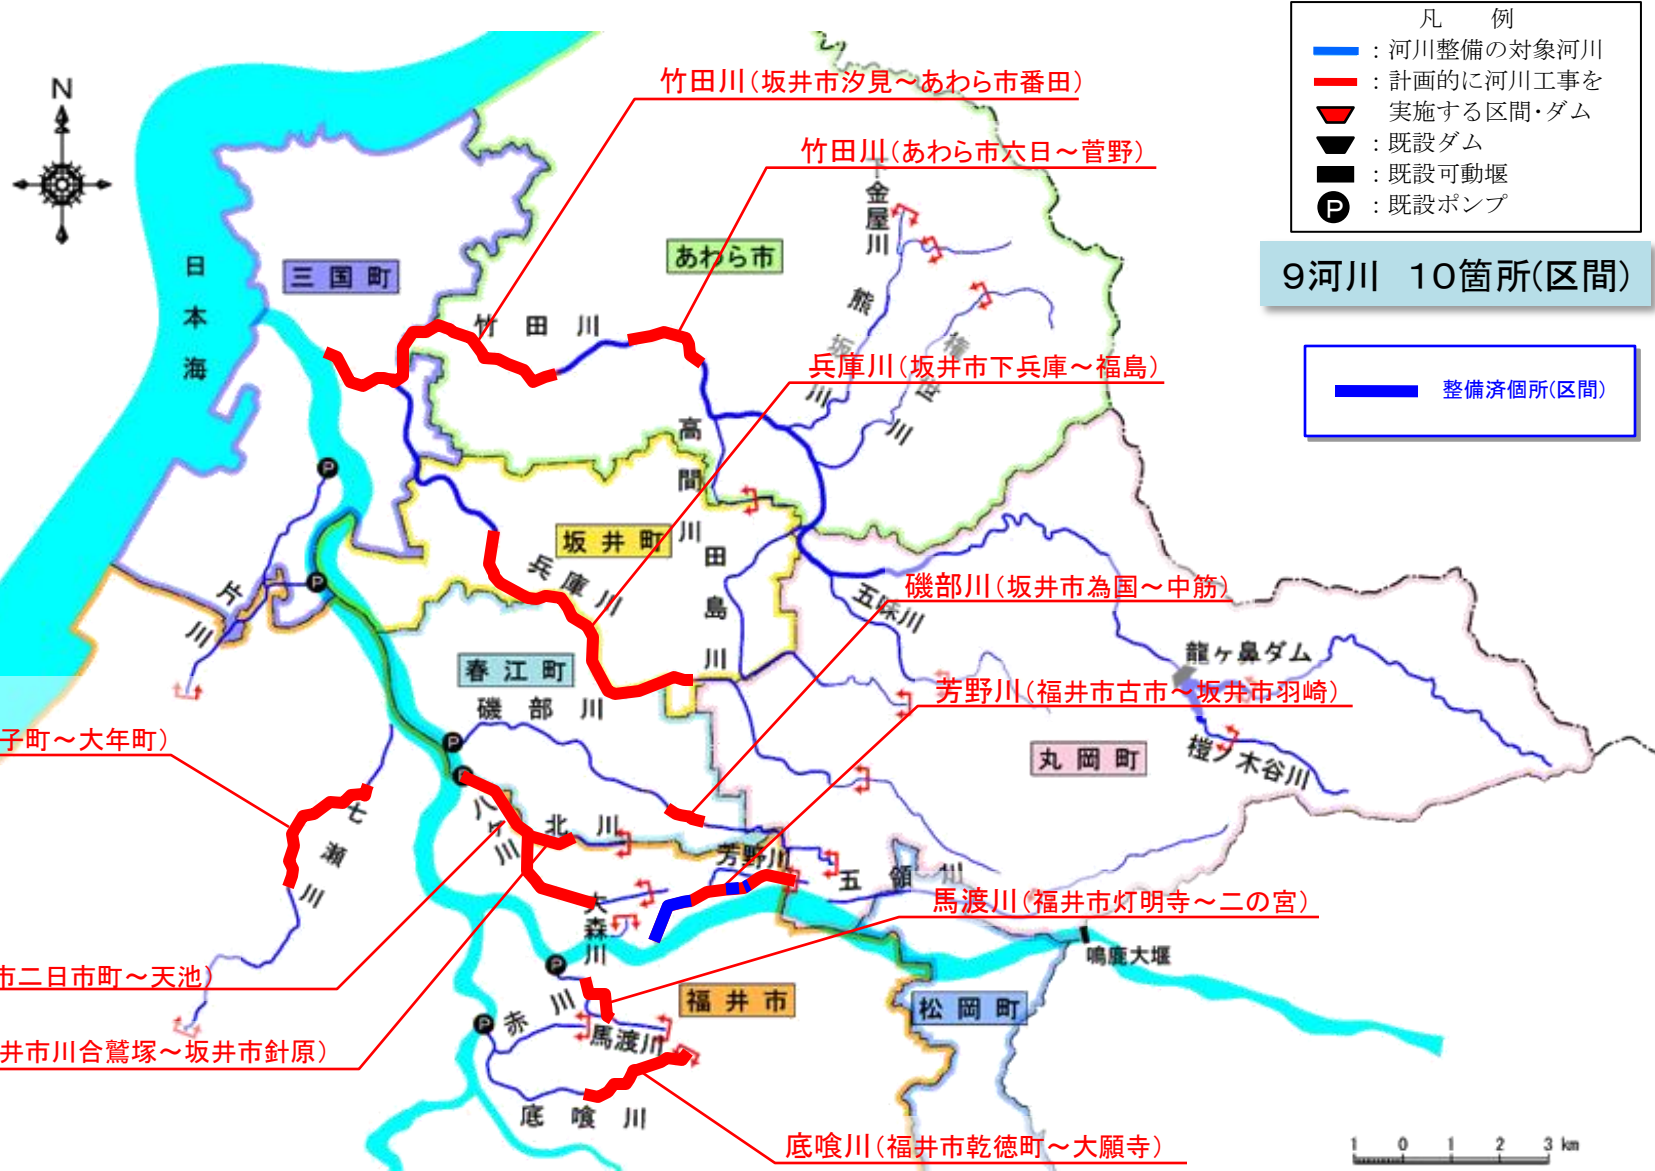 凡 例
：河川整備の対象河川
：計画的に河川工事を
実施する区間・ダム
：既設ダム
：既設可動堰
P
：既設ポンプ
9河川 10箇所(区間)
整備済個所(区間)
N
竹田川（坂井市汐見～あわら市番田）
竹田川（あわら市六日～菅野）
金屋川
あわら市
三国町
日本海
竹田川
熊坂川
権世川
兵庫川（坂井市下兵庫～福島）
高間川
P
坂井町
田島川
兵庫川
P
片川
磯部川（坂井市為国～中筋）
五味川
龍ヶ鼻ダム
春江町
芳野川（福井市古市～坂井市羽崎）
磯部川
子町～大年町）
P
丸岡町
榿ノ木谷川
P
八ケ川
七瀬川
北川
芳野川
五領川
大森川
馬渡川（福井市灯明寺～二の宮）
鳴鹿大堰
市二日市町～天池）
P
福井市
松岡町
赤川
P
馬渡川
井市川合鷲塚～坂井市針原）
底喰川
底喰川（福井市乾徳町～大願寺）
1 0 1 2 3 km